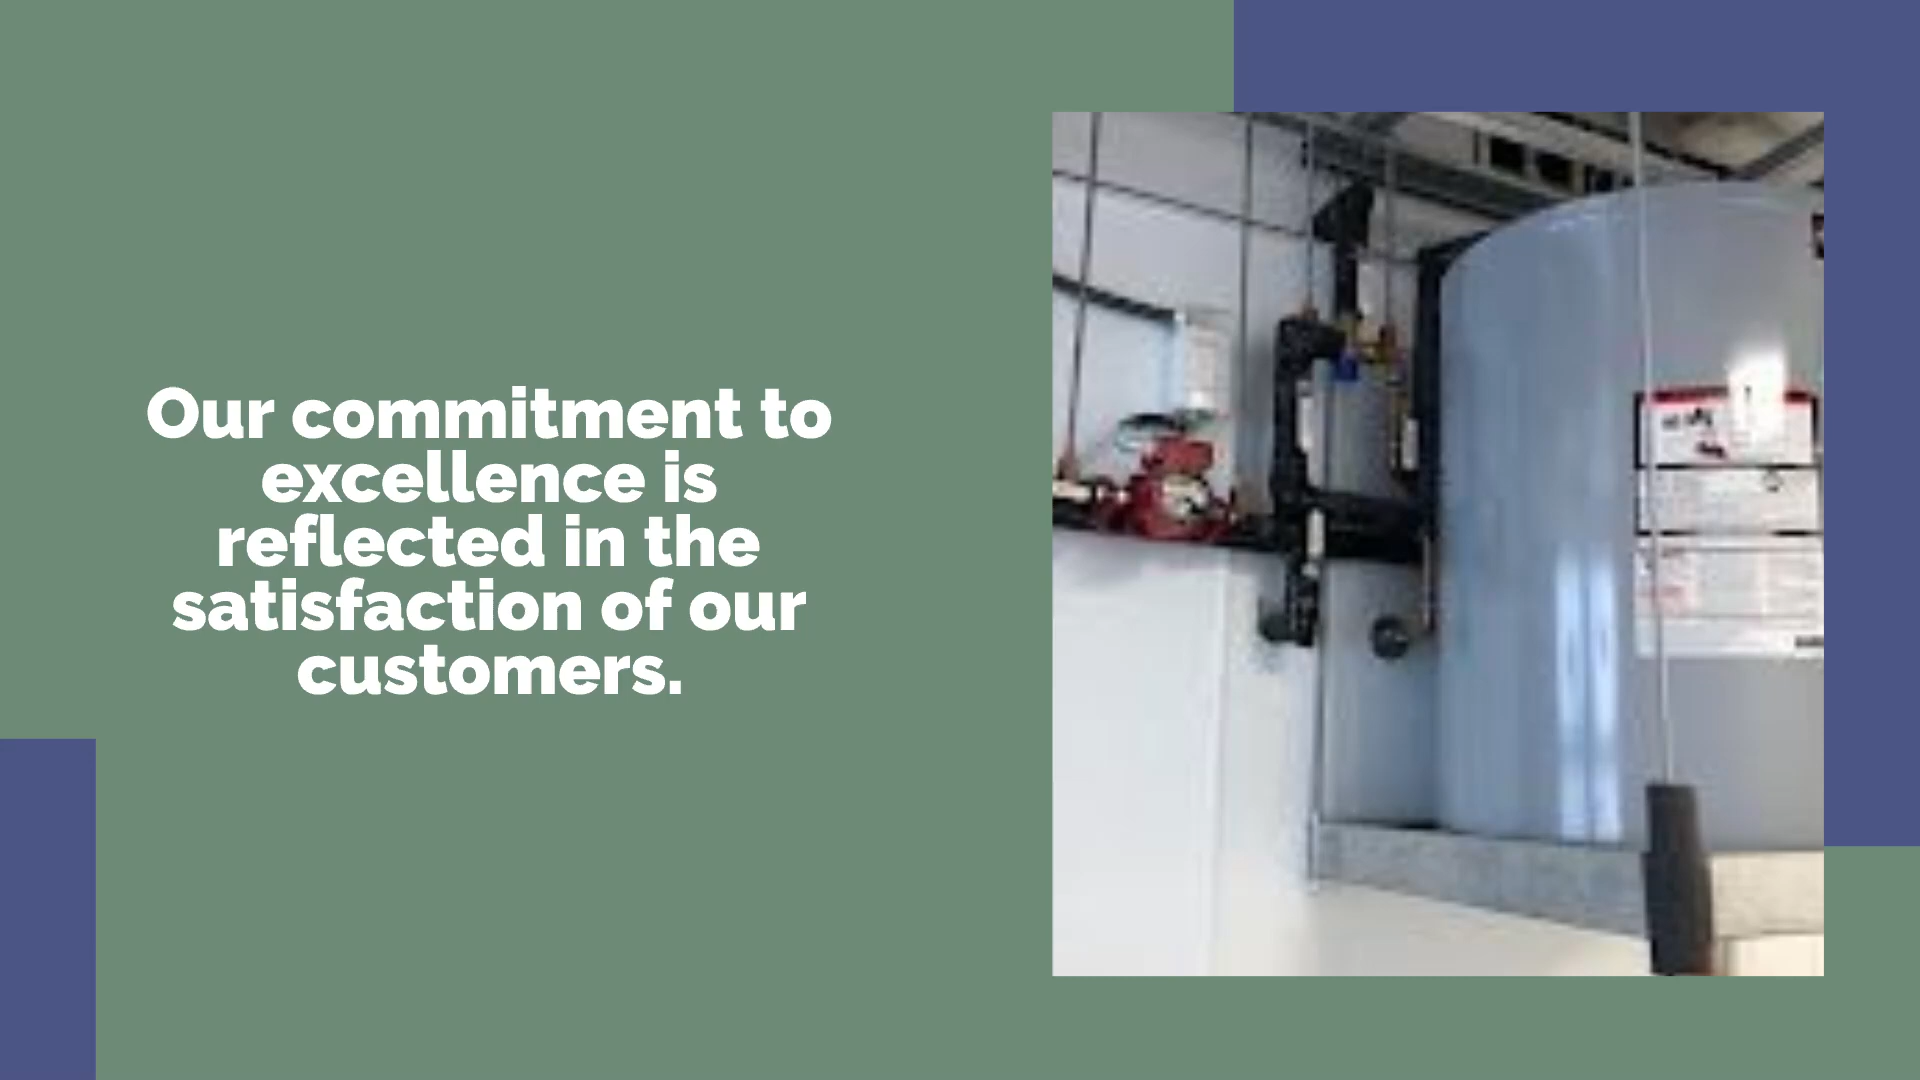 Our commitment to
excellence is
reflected in the
satisfaction of our
customers.